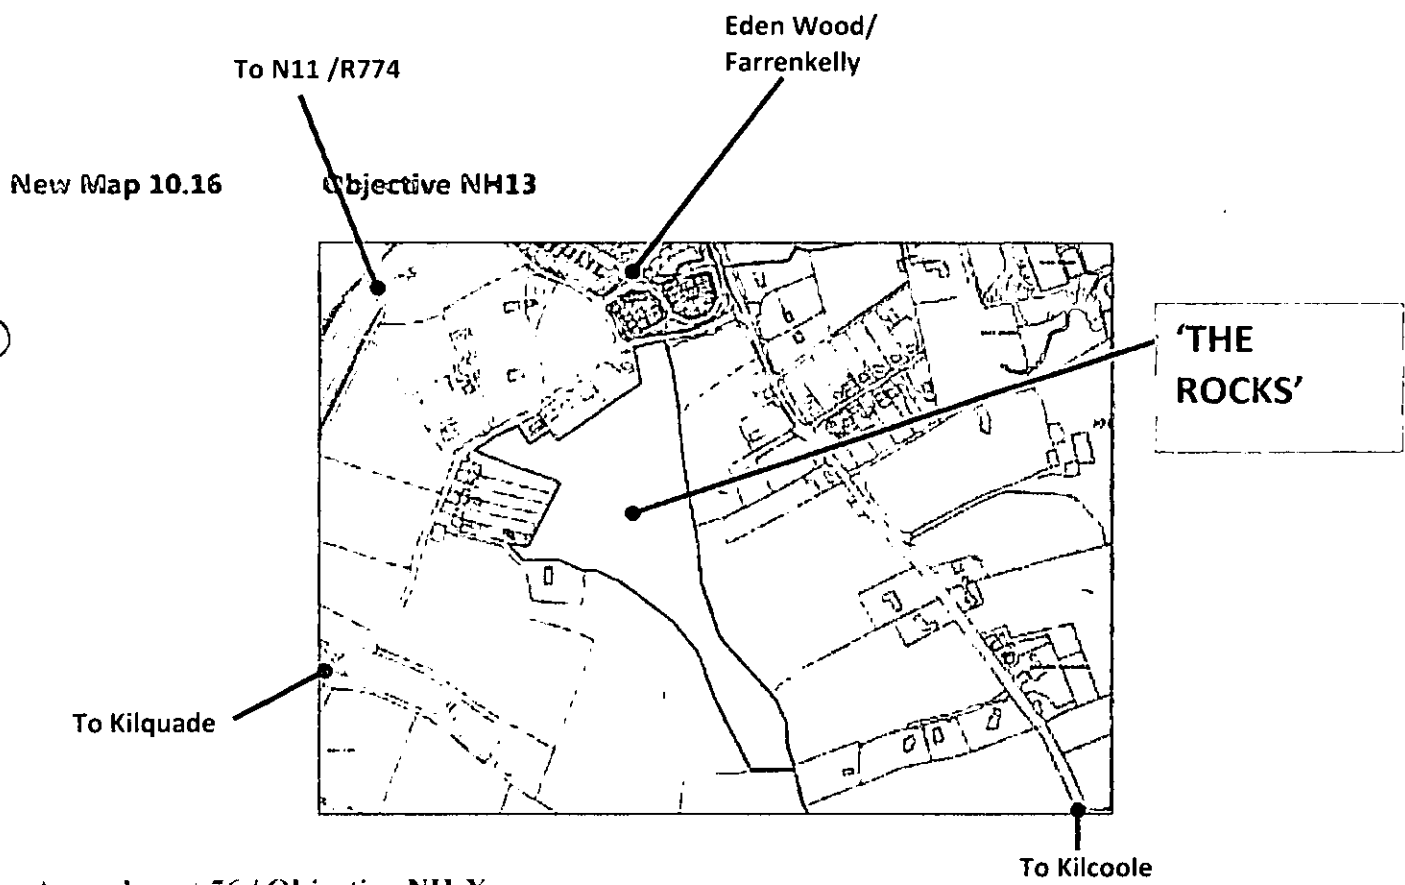 Eden Wood/
Farrenkelly
To N11 /R774
New Map 10.16 Objective NH13
‘THE
ROCKS’
To Kilquade
To Kilcoole